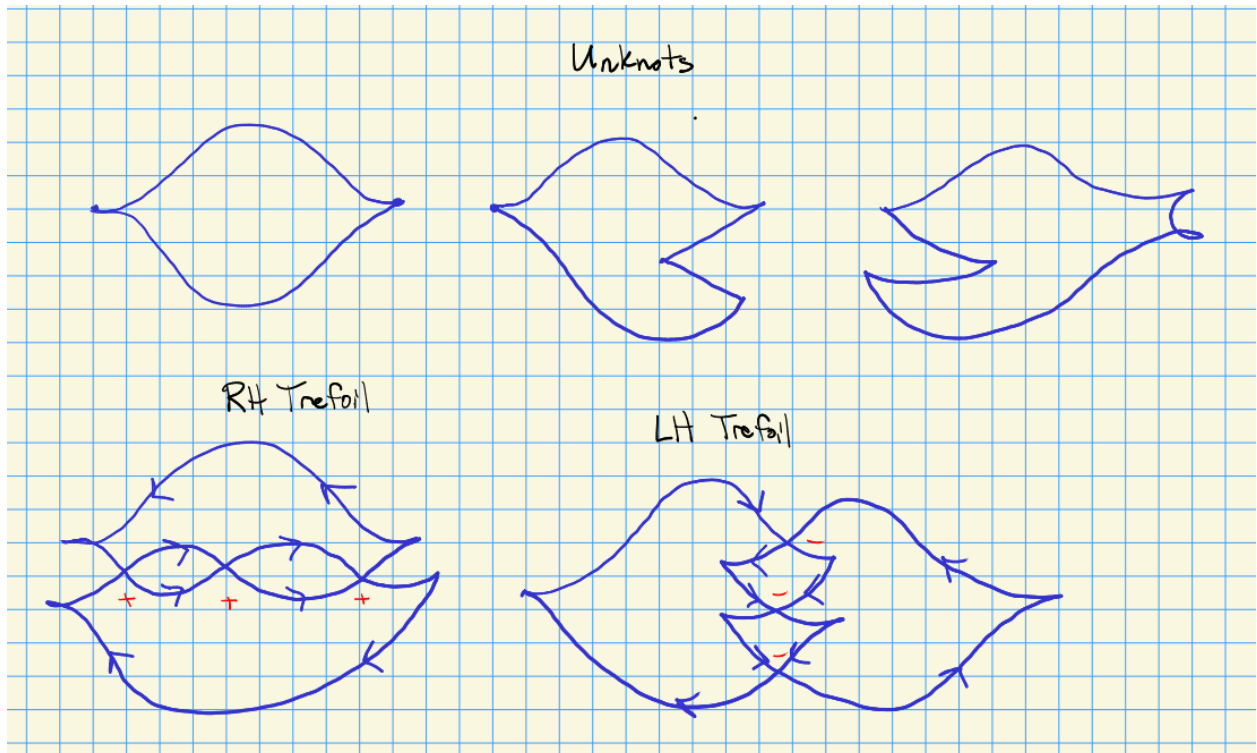 Unknots
RH Trefoil
LH Trefoil
+ + +
−
−
−